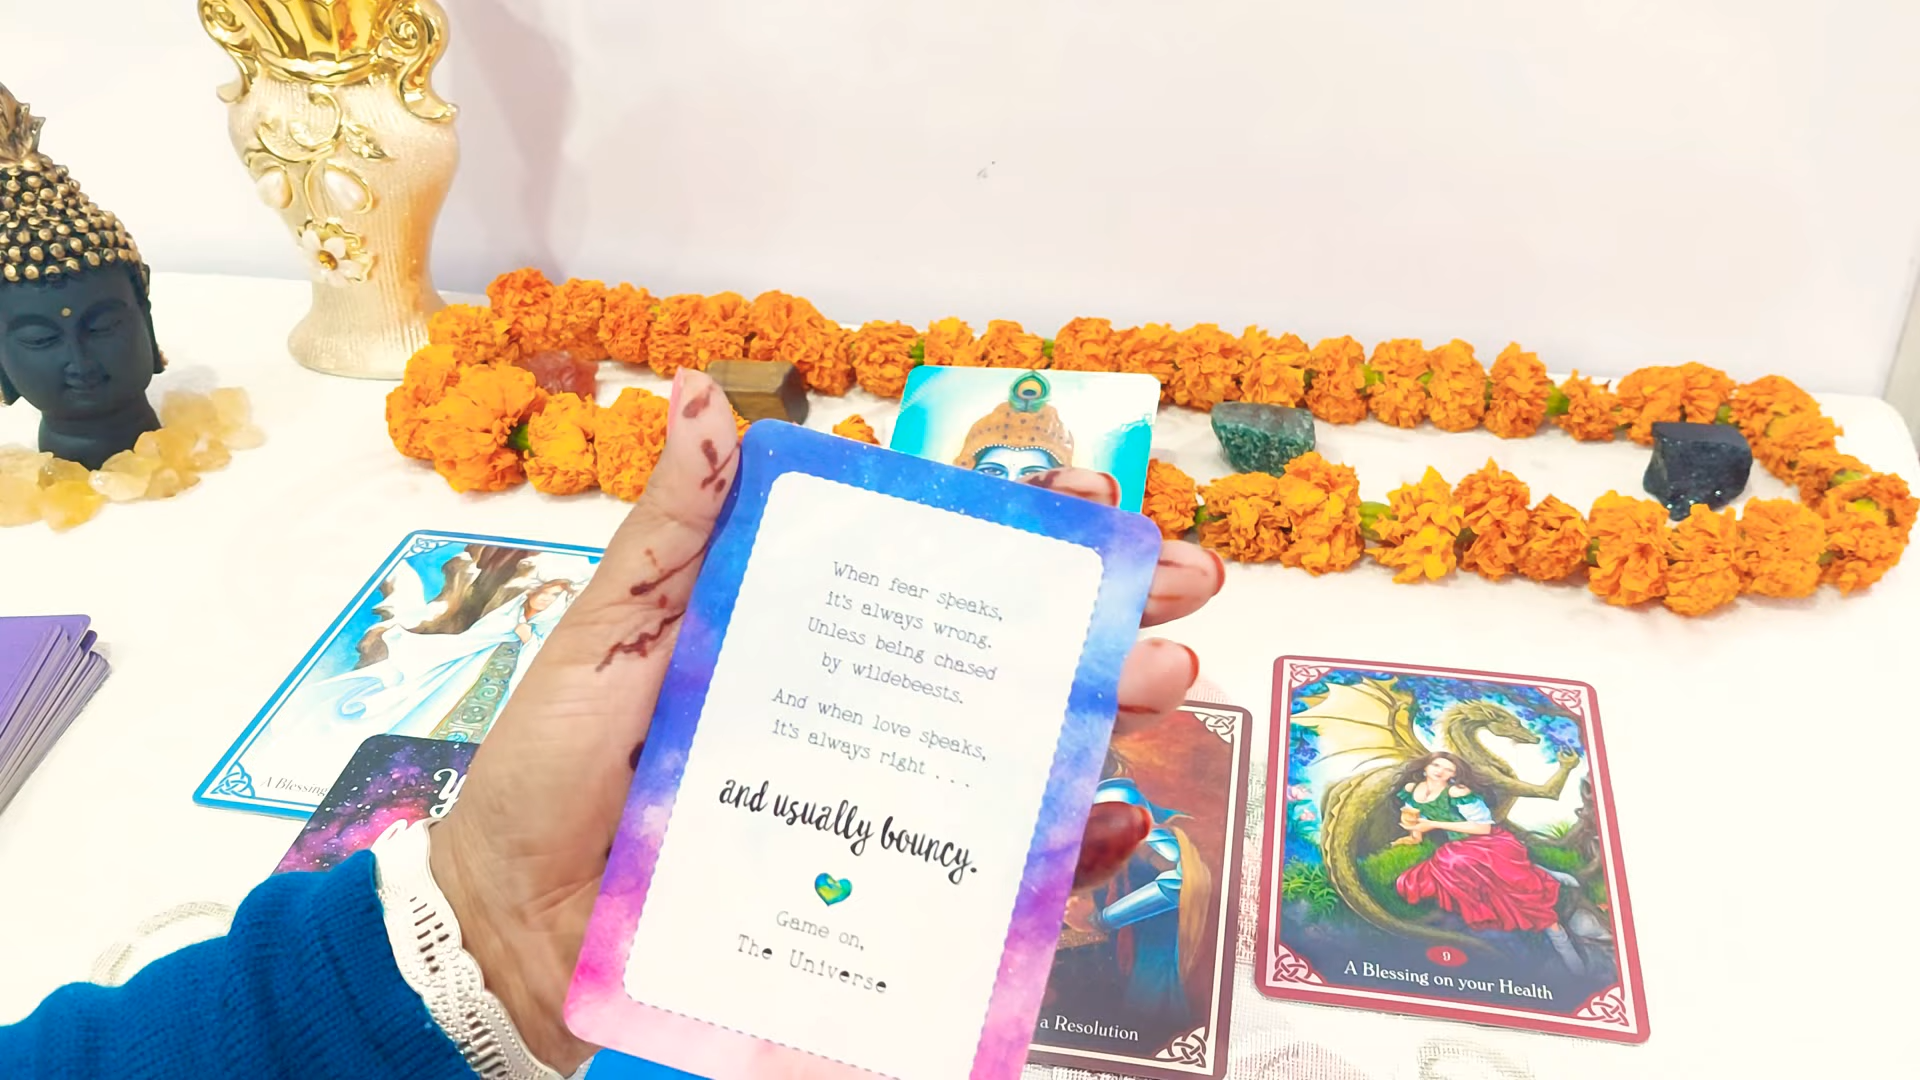 When fear speaks,
it's always wrong.
Unless being chased
by wildebeests.
And when love speaks,
it's always right . . .
and usually bouncy.
Game on,
The Universe
A Blessing
a Resolution
9
A Blessing on your Health